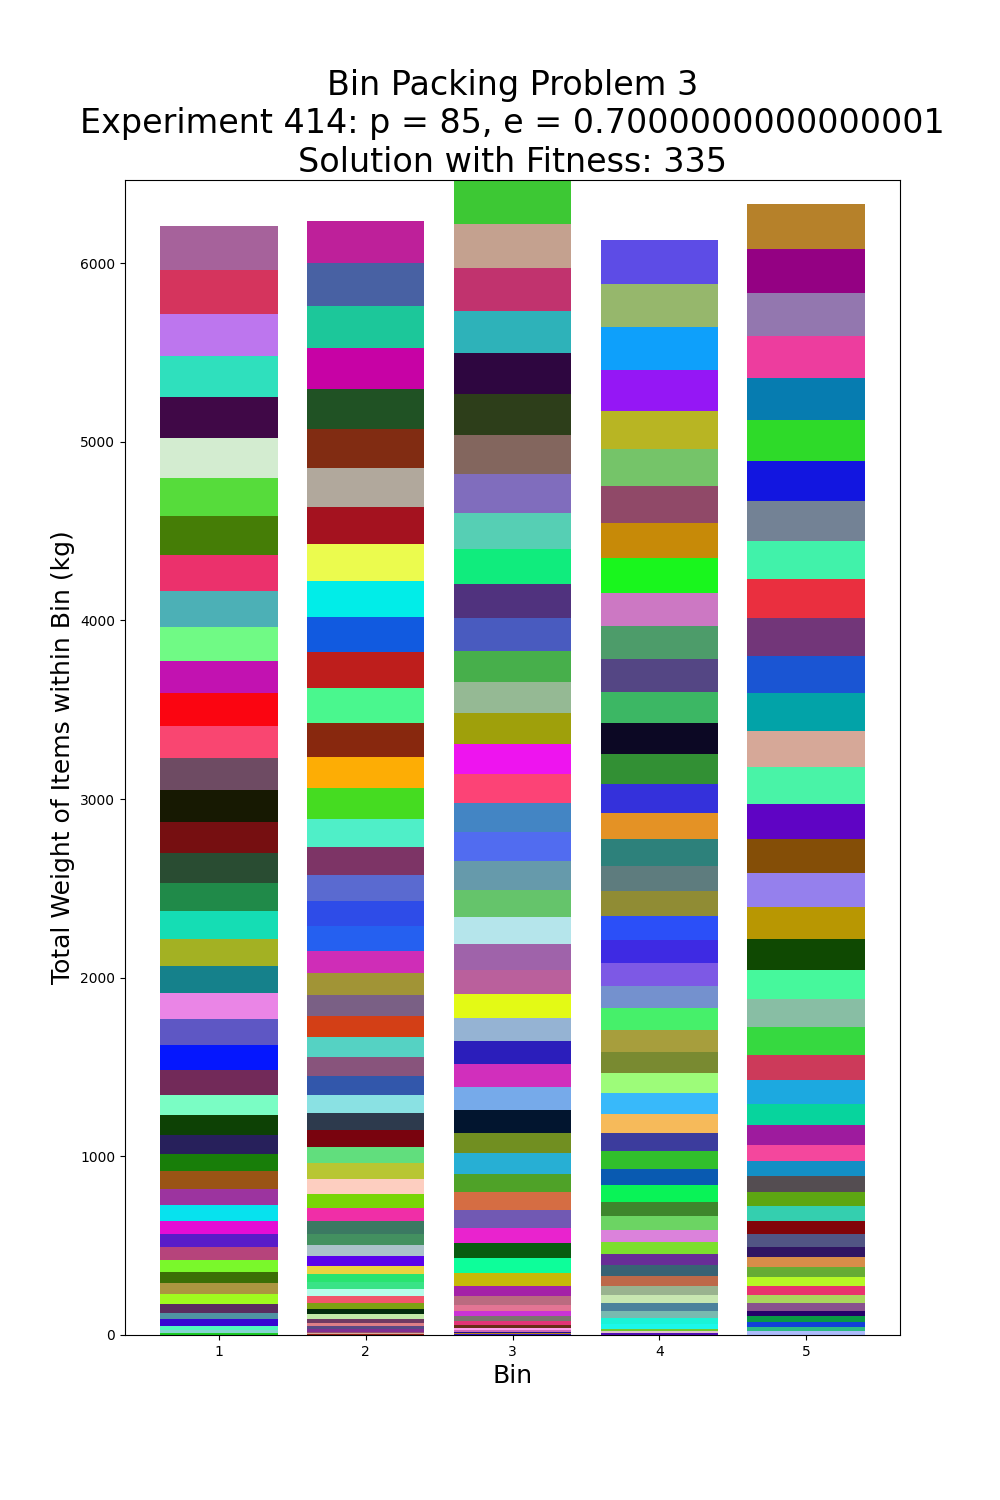 Bin Packing Problem 3
Experiment 414: p = 85, e = 0.7000000000000001
Solution with Fitness: 335
6000
5000
4000
3000
2000
1000
0
Total Weight of Items within Bin (kg)
1 2 3 4 5
Bin